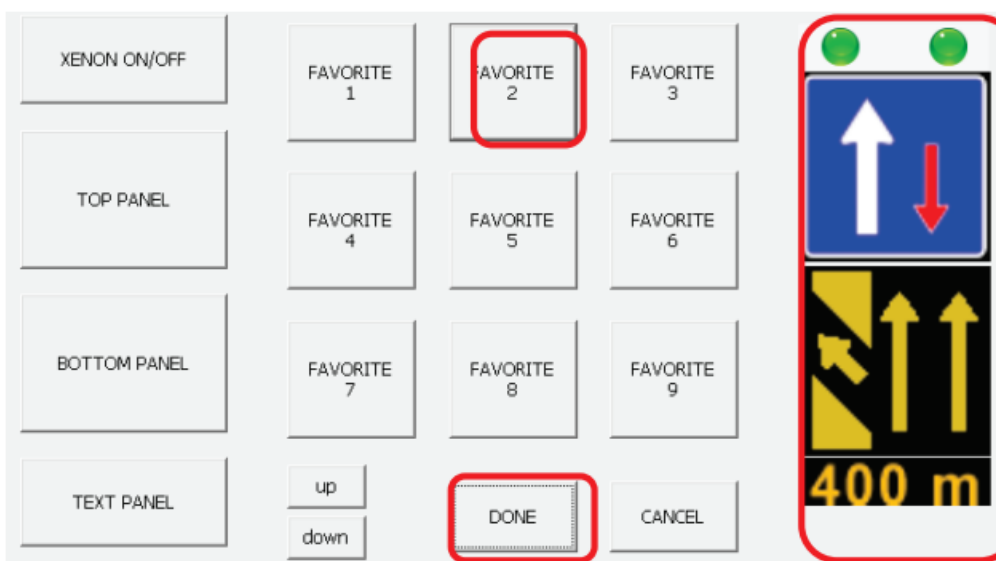 XENON ON/OFF
TOP PANEL
BOTTOM PANEL
TEXT PANEL
FAVORITE
1
FAVORITE
2
FAVORITE
3
FAVORITE
4
FAVORITE
5
FAVORITE
6
FAVORITE
7
FAVORITE
8
FAVORITE
9
up
down
DONE
CANCEL
400 m